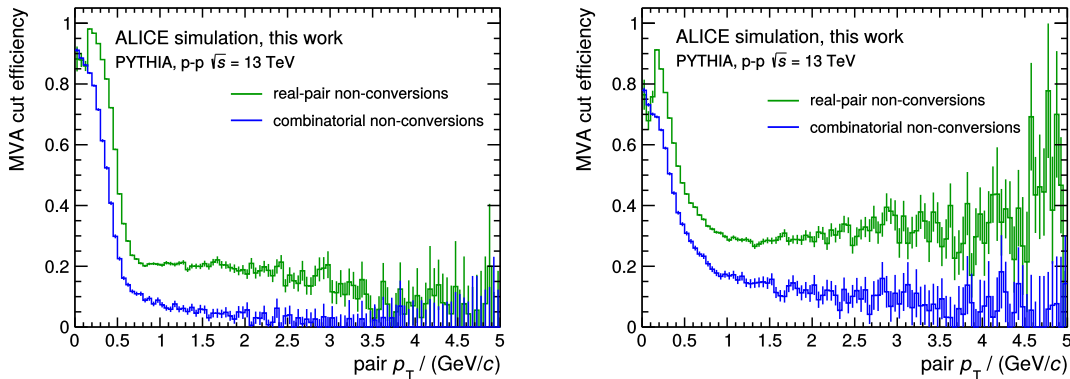 MVA cut efficiency
1
0.8
0.6
0.4
0.2
0
ALICE simulation, this work
PYTHIA, p-p √s = 13 TeV
real-pair non-conversions
combinatorial non-conversions
0 0.5 1 1.5 2 2.5 3 3.5 4 4.5 5
pair p_T / (GeV/c)
MVA cut efficiency
1
0.8
0.6
0.4
0.2
0
ALICE simulation, this work
PYTHIA, p-p √s = 13 TeV
real-pair non-conversions
combinatorial non-conversions
0 0.5 1 1.5 2 2.5 3 3.5 4 4.5 5
pair p_T / (GeV/c)